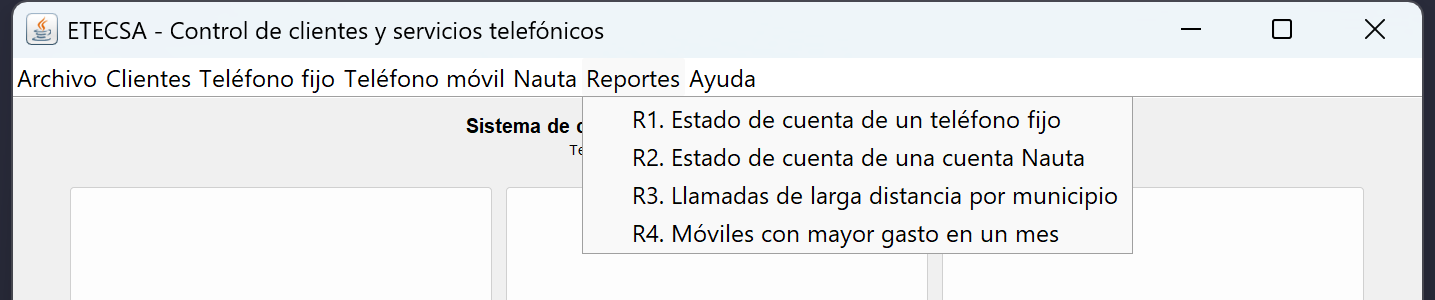 ETECSA - Control de clientes y servicios telefónicos
Archivo Clientes Teléfono fijo Teléfono móvil Nauta Reportes Ayuda
Sistema de
R1. Estado de cuenta de un teléfono fijo
R2. Estado de cuenta de una cuenta Nauta
R3. Llamadas de larga distancia por municipio
R4. Móviles con mayor gasto en un mes